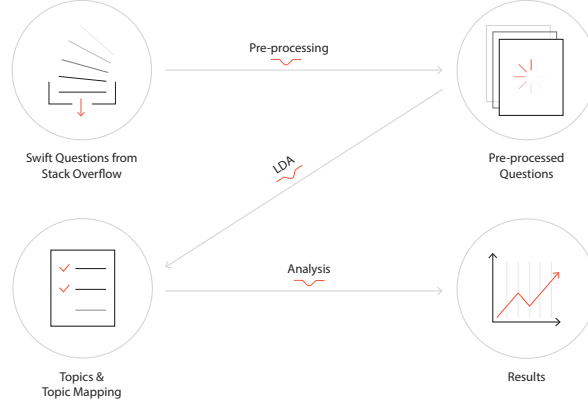 Pre-processing
Swift Questions from
Stack Overflow
Pre-processed
Questions
LDA
Analysis
Topics &
Topic Mapping
Results